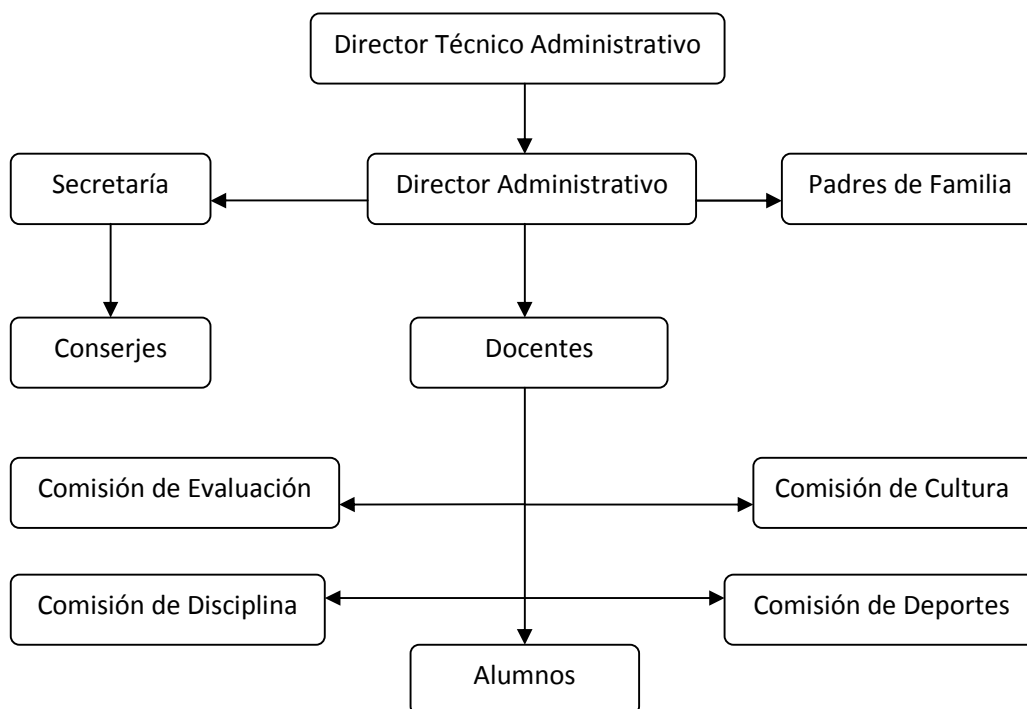 Director Técnico Administrativo
Secretaría
Director Administrativo
Padres de Familia
Conserjes
Docentes
Comisión de Evaluación
Comisión de Cultura
Comisión de Disciplina
Comisión de Deportes
Alumnos